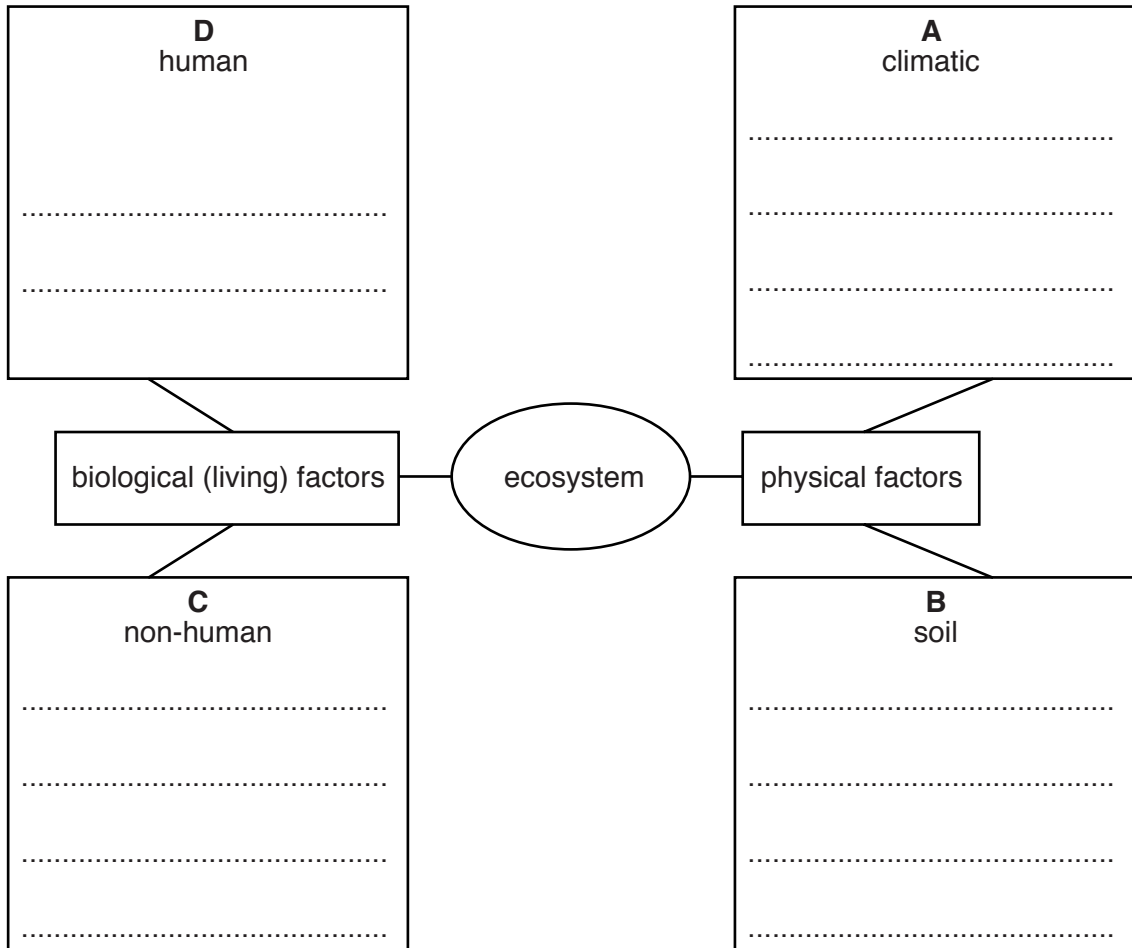 D
human
..............................................
..............................................
A
climatic
..............................................
..............................................
..............................................
..............................................
biological (living) factors
ecosystem
physical factors
C
non-human
..............................................
..............................................
..............................................
..............................................
B
soil
..............................................
..............................................
..............................................
..............................................